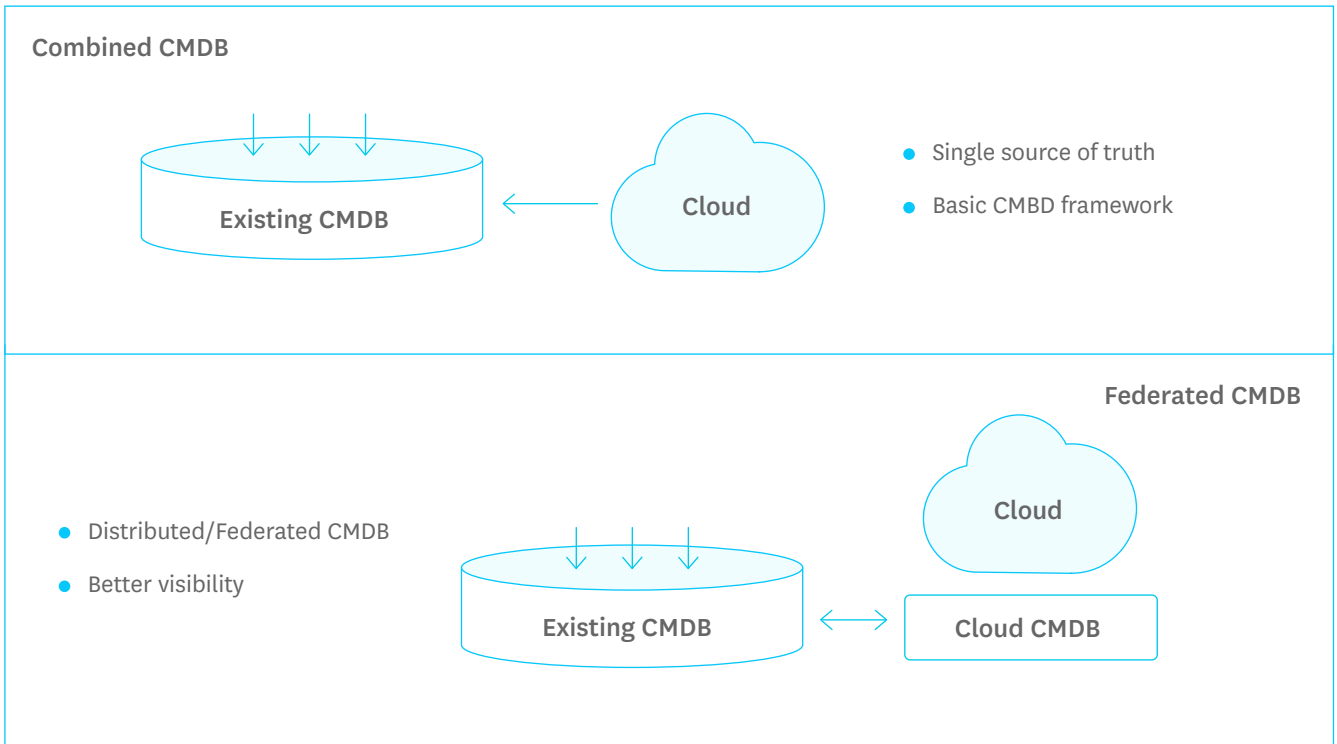 Combined CMDB
Existing CMDB
Cloud
Single source of truth
Basic CMBD framework
Federated CMDB
Distributed/Federated CMDB
Better visibility
Existing CMDB
Cloud
Cloud CMDB